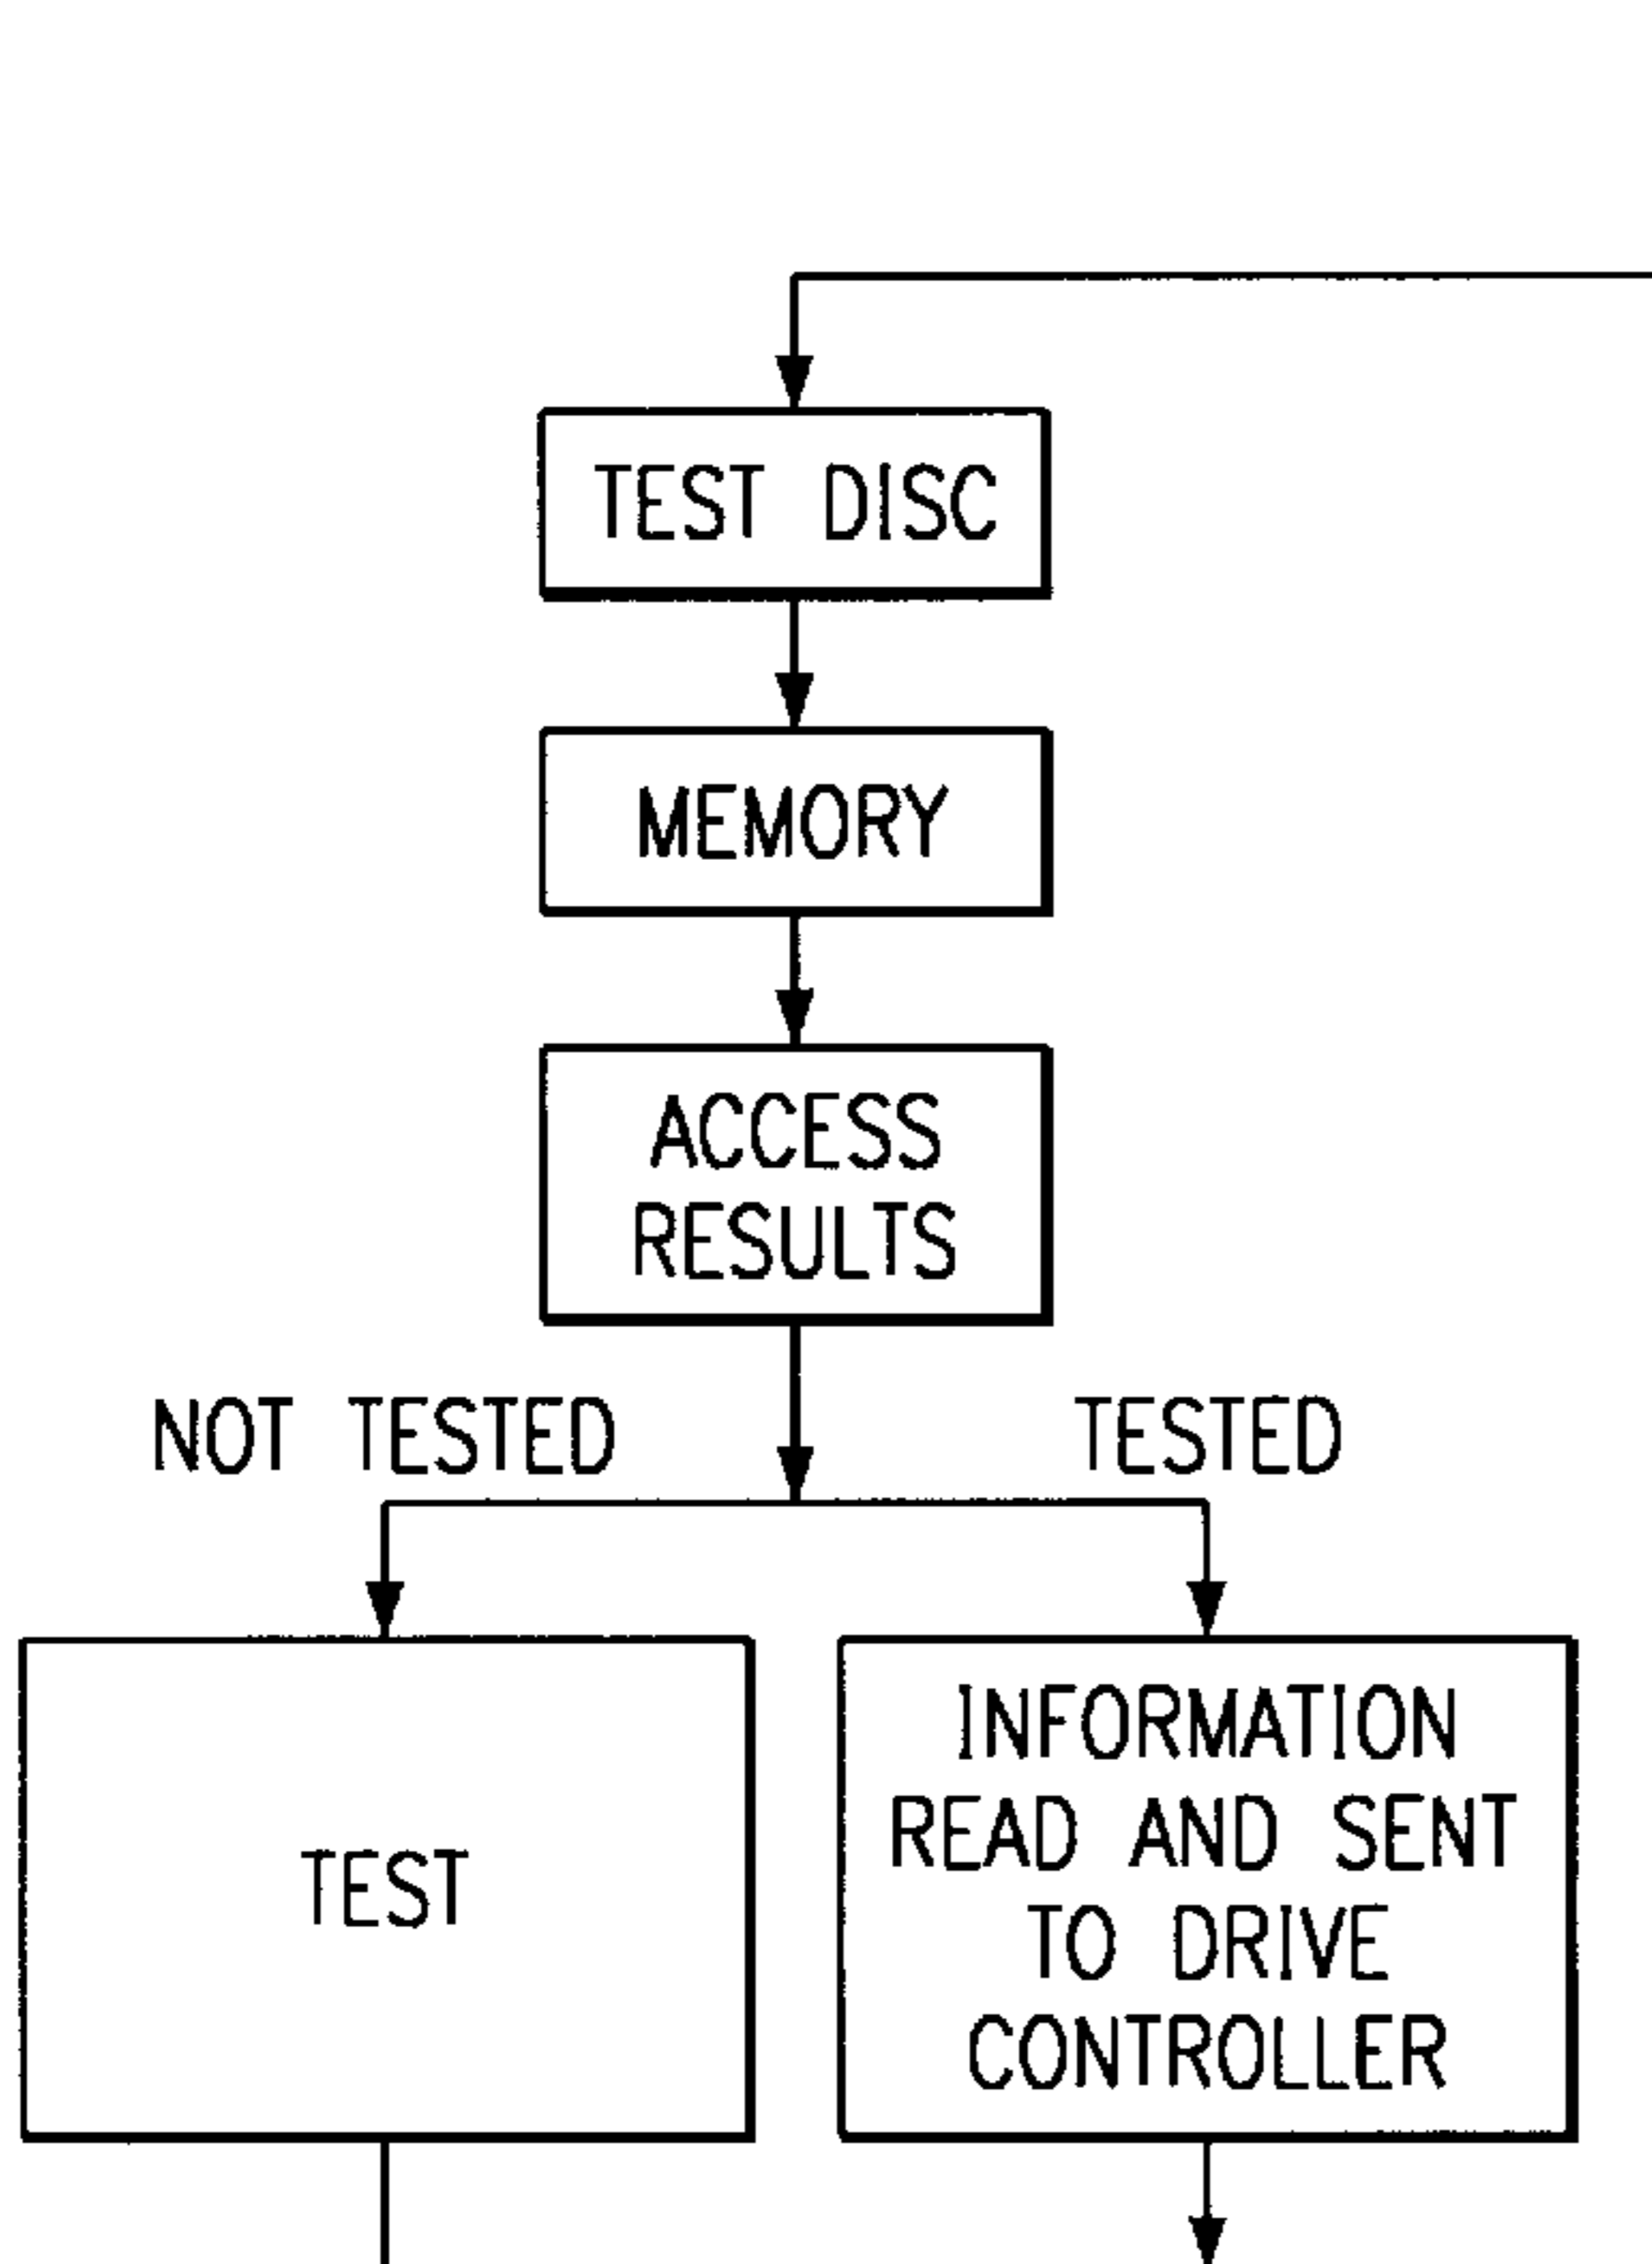 TEST DISC
MEMORY
ACCESS
RESULTS
NOT TESTED
TESTED
TEST
INFORMATION
READ AND SENT
TO DRIVE
CONTROLLER